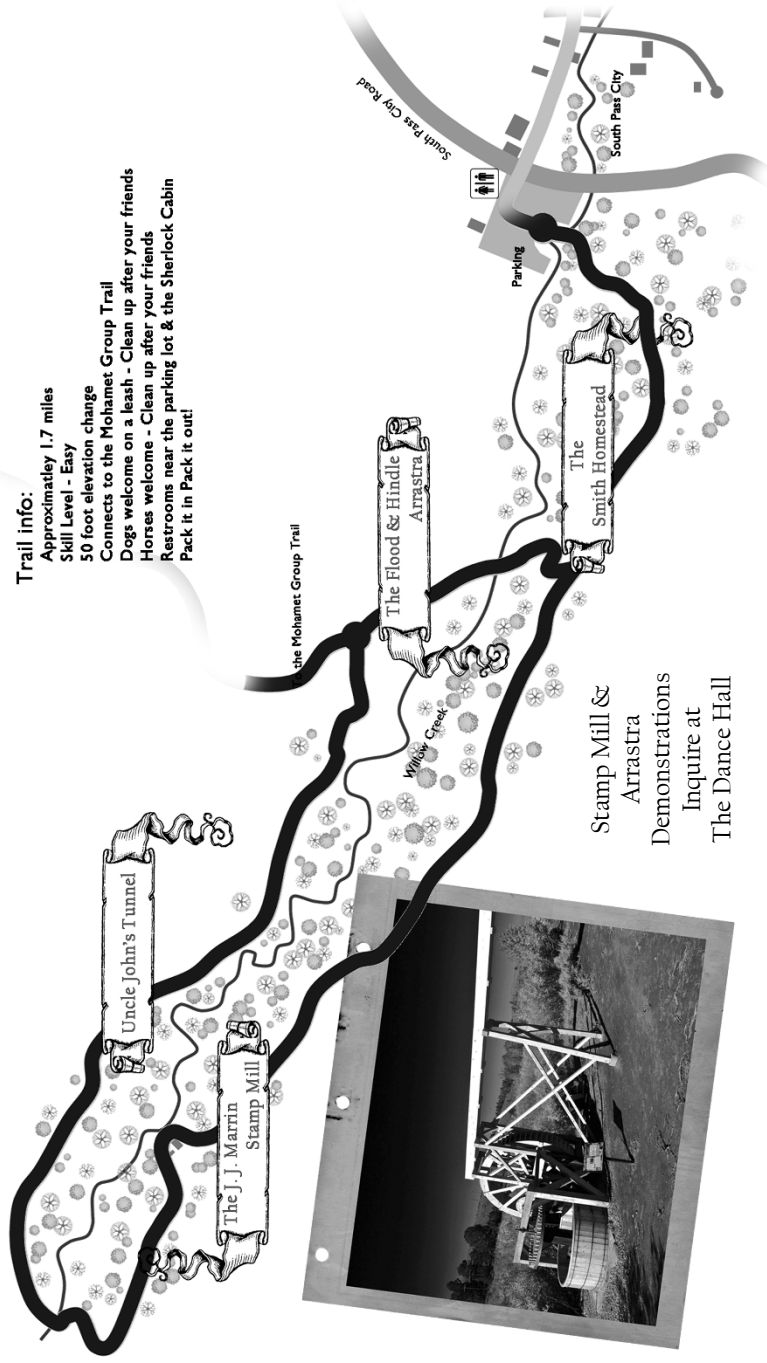 Trail info:
Approximatley 1.7 miles
Skill Level - Easy
50 foot elevation change
Connects to the Mohamet Group Trail
Dogs welcome on a leash - Clean up after your friends
Horses welcome - Clean up after your friends
Restrooms near the parking lot & the Sherlock Cabin
Pack it in Pack it out!
South Pass City Road
South Pass City
Parking
To the Mohamet Group Trail
The Flood & Hindle
Arrastra
The
Smith Homestead
Willow Creek
Uncle John's Tunnel
The J. J. Marrin
Stamp Mill
Stamp Mill &
Arrastra
Demonstrations
Inquire at
The Dance Hall